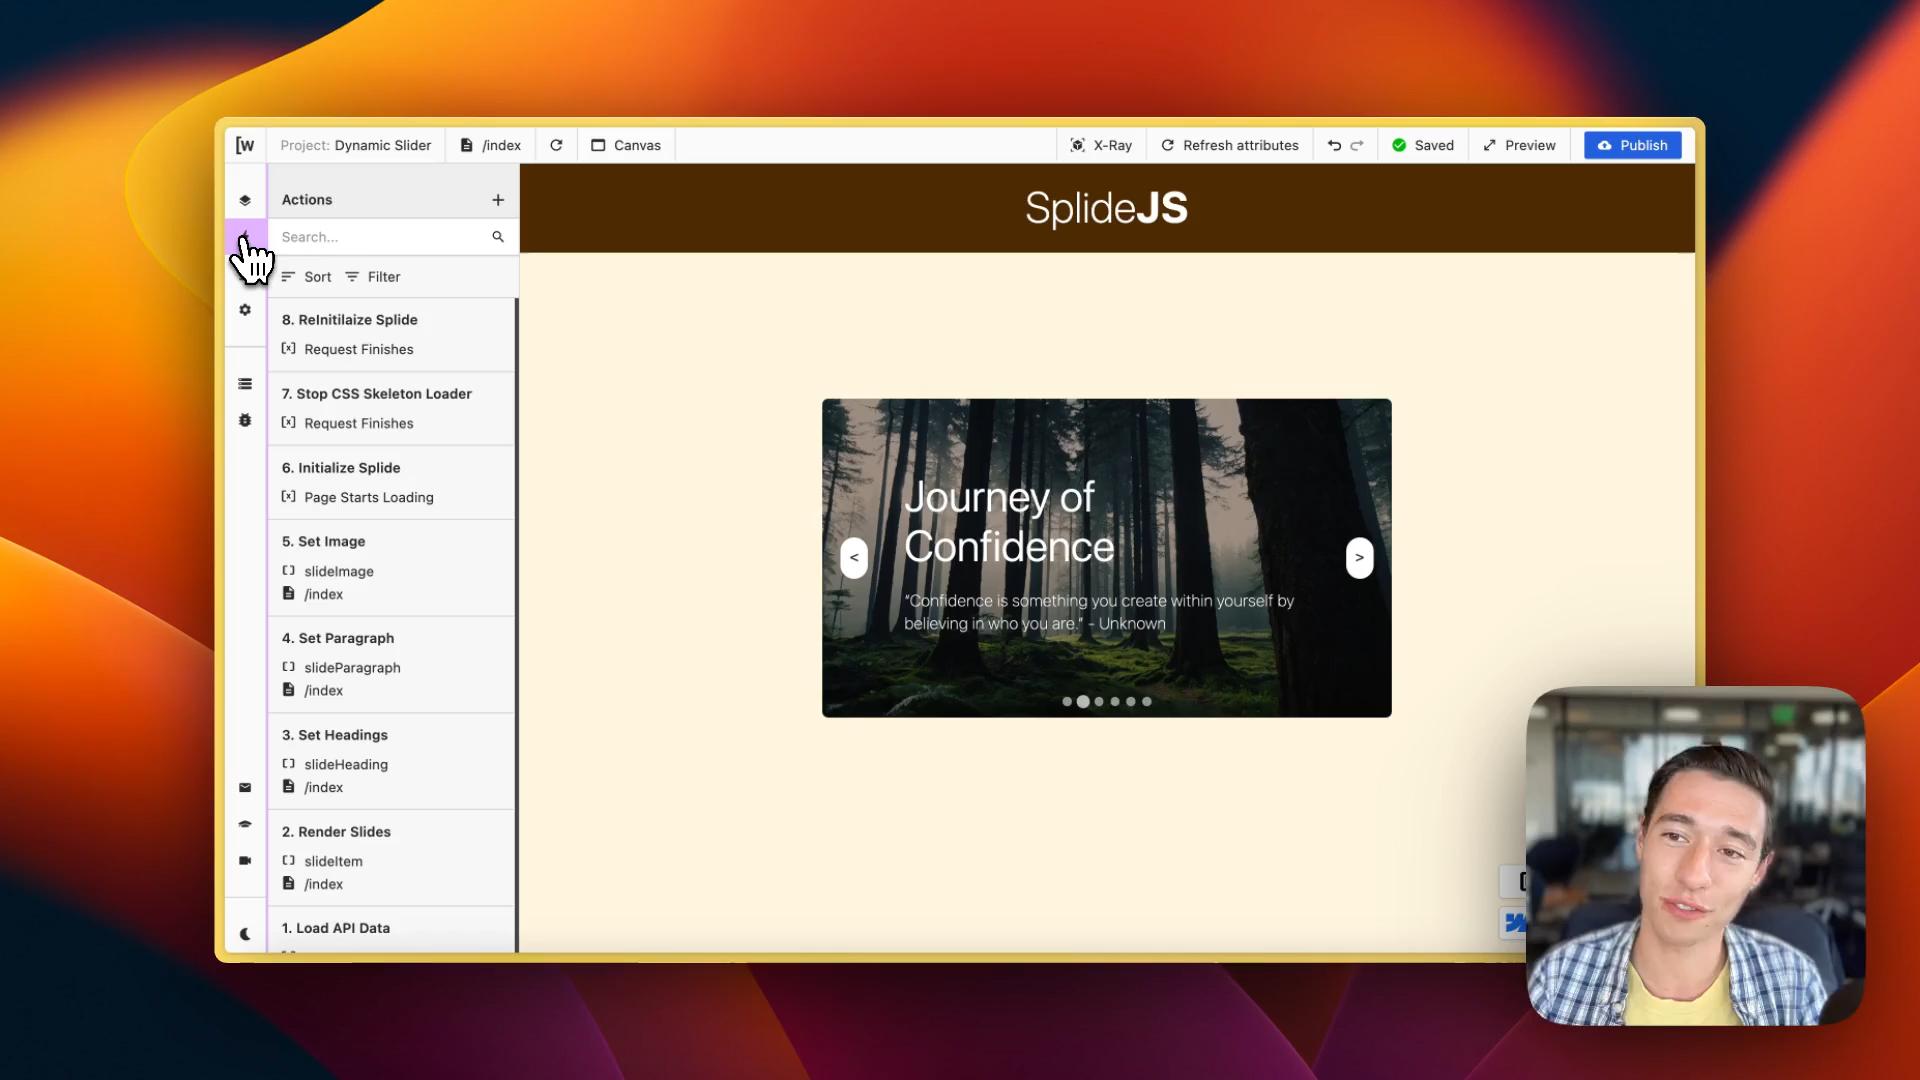 [W
Project: Dynamic Slider
/index
Canvas
X-Ray
Refresh attributes
Saved
Preview
Publish
Actions
+
Search...
Sort
Filter
8. ReInitilaize Splide
[x] Request Finishes
7. Stop CSS Skeleton Loader
[x] Request Finishes
6. Initialize Splide
[x] Page Starts Loading
5. Set Image
slideImage
/index
4. Set Paragraph
slideParagraph
/index
3. Set Headings
slideHeading
/index
2. Render Slides
slideItem
/index
1. Load API Data
SplideJS
Journey of
Confidence
<
>
"Confidence is something you create within yourself by
believing in who you are." - Unknown